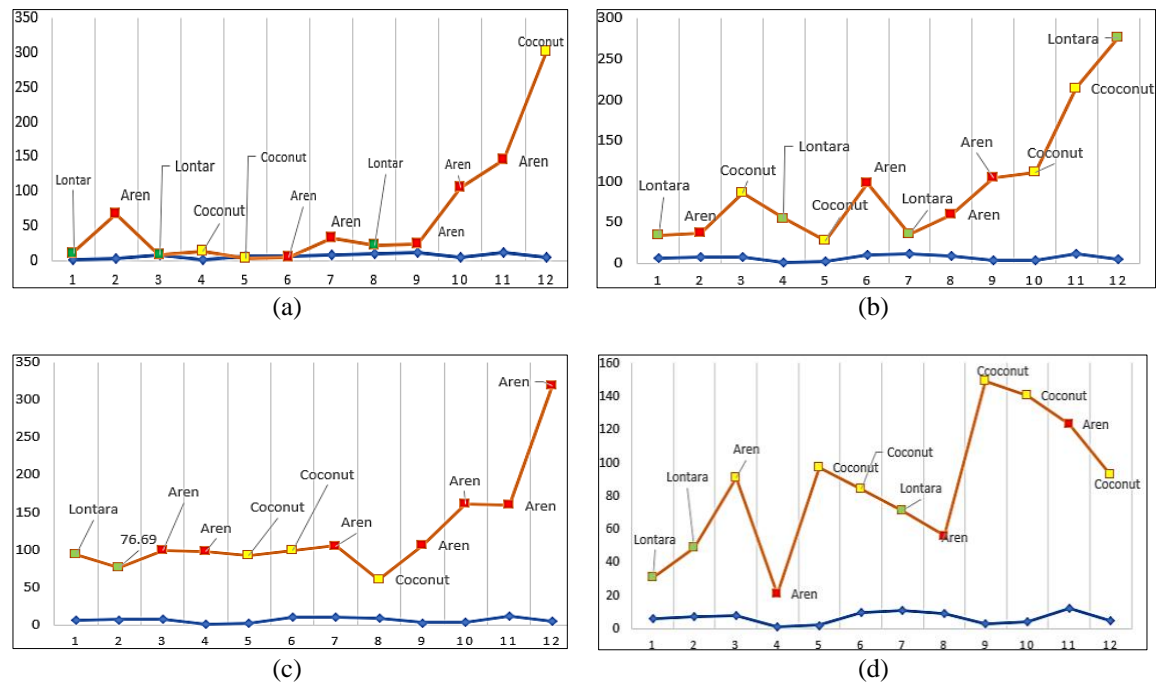 350
300
250
200
150
100
50
0
Coconut
Lontar
Aren
Lontar
Coconut
Coconut
Aren
Aren
Lontar
Aren
Aren
Aren
1 2 3 4 5 6 7 8 9 10 11 12
(a)
300
250
200
150
100
50
0
Lontara
Ccoconut
Lontara
Coconut
Aren
Aren
Coconut
Lontara
Aren
Coconut
Lontara
Aren
1 2 3 4 5 6 7 8 9 10 11 12
(b)
350
300
250
200
150
100
50
0
Aren
Lontara
76.69
Aren
Aren
Coconut
Coconut
Aren
Coconut
Aren
Aren
Aren
1 2 3 4 5 6 7 8 9 10 11 12
(c)
160
140
120
100
80
60
40
20
0
Ccoconut
Coconut
Aren
Coconut
Lontara
Lontara
Aren
Aren
Coconut
Coconut
Lontara
Aren
1 2 3 4 5 6 7 8 9 10 11 12
(d)